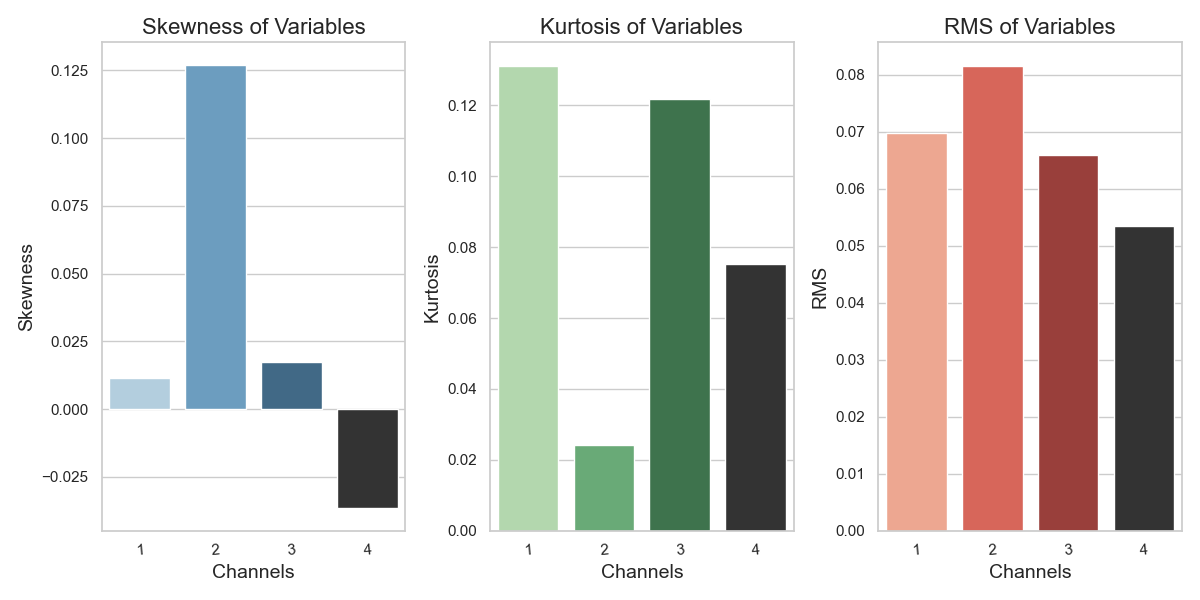 Skewness of Variables
Skewness
0.125
0.100
0.075
0.050
0.025
0.000
−0.025
1 2 3 4
Channels
Kurtosis of Variables
Kurtosis
0.12
0.10
0.08
0.06
0.04
0.02
0.00
1 2 3 4
Channels
RMS of Variables
RMS
0.08
0.07
0.06
0.05
0.04
0.03
0.02
0.01
0.00
1 2 3 4
Channels